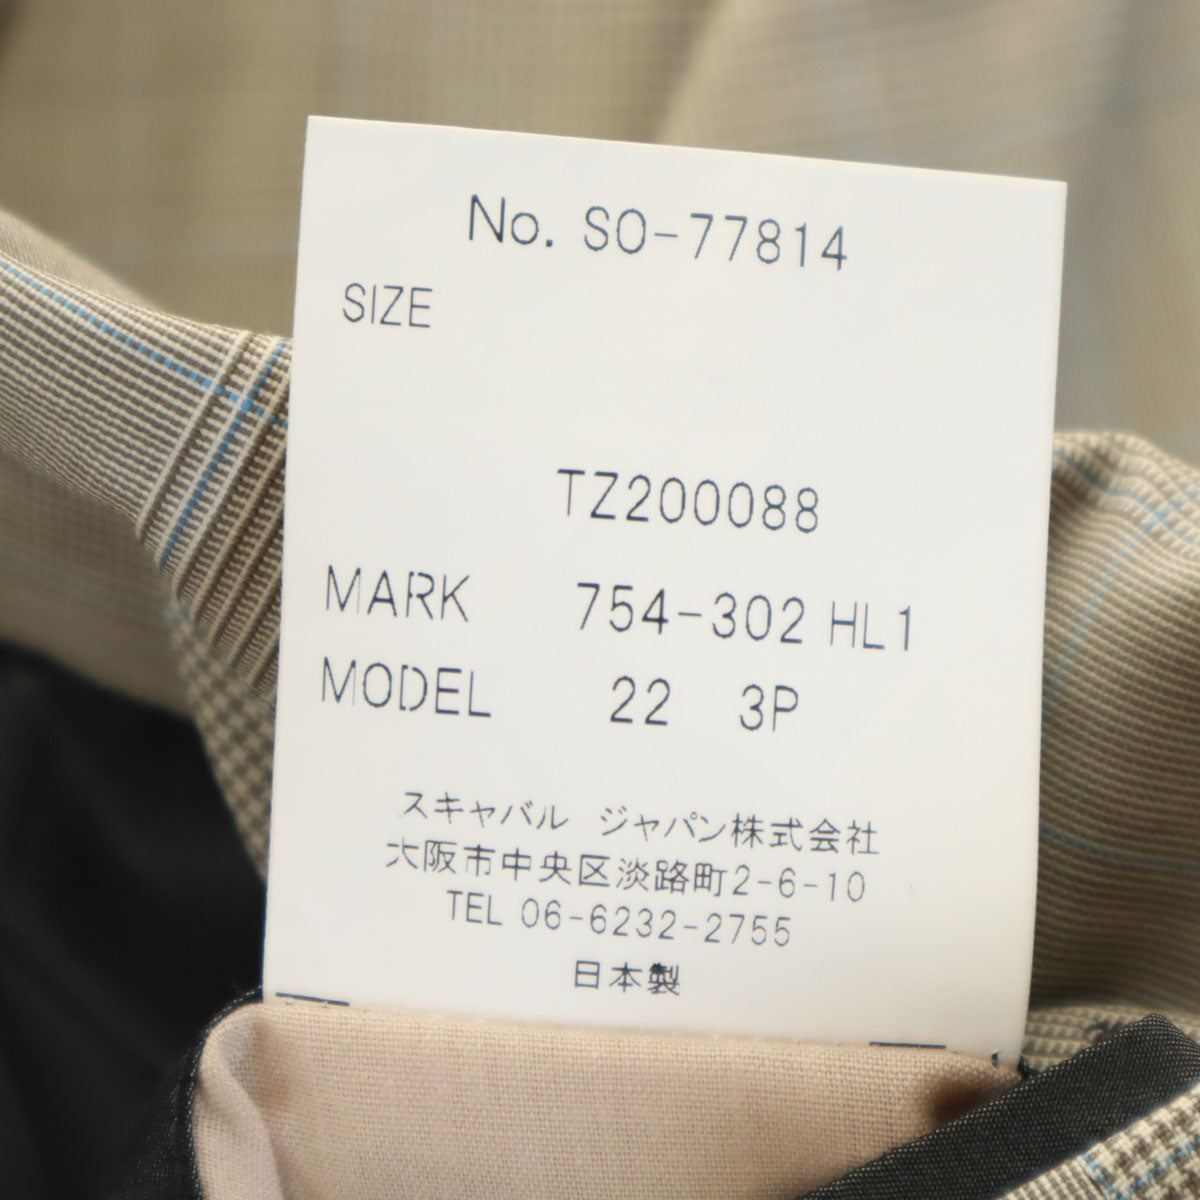 No. SO-77814
SIZE
TZ200088
MARK 754-302 HL1
MODEL 22 3P
スキャバル ジャパン株式会社
大阪市中央区淡路町2-6-10
TEL 06-6232-2755
日本製